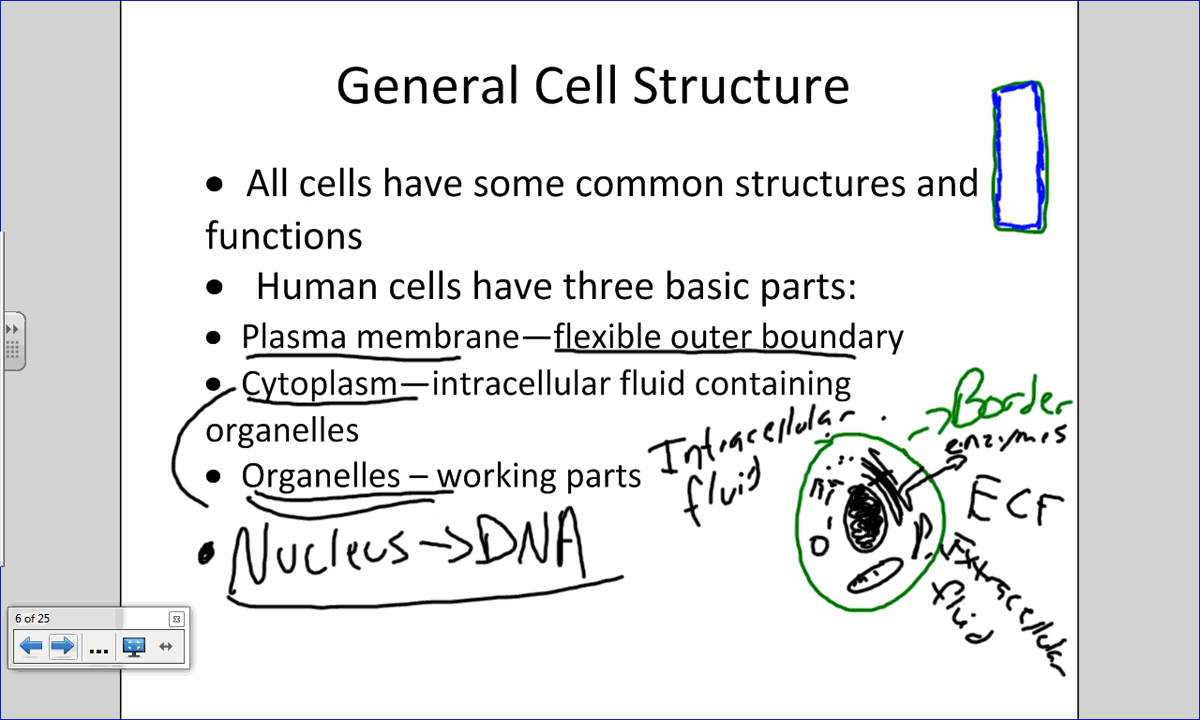 General Cell Structure
• All cells have some common structures and
functions
• Human cells have three basic parts:
• Plasma membrane—flexible outer boundary
• Cytoplasm—intracellular fluid containing
organelles
• Organelles – working parts
• Nucleus → DNA
Intracellular
fluid
→ Border
enzymes
ECF
Extracellular
fluid
6 of 25
...